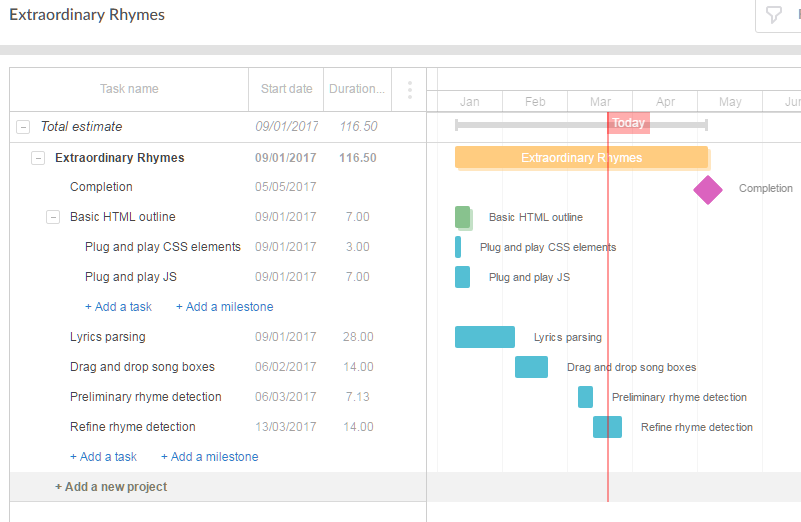 Extraordinary Rhymes
Task name Start date Duration...
Jan Feb Mar Apr May Jun
Total estimate 09/01/2017 116.50
Today
Extraordinary Rhymes 09/01/2017 116.50 Extraordinary Rhymes
Completion 05/05/2017 Completion
Basic HTML outline 09/01/2017 7.00 Basic HTML outline
Plug and play CSS elements 09/01/2017 3.00 Plug and play CSS elements
Plug and play JS 09/01/2017 7.00 Plug and play JS
+ Add a task + Add a milestone
Lyrics parsing 09/01/2017 28.00 Lyrics parsing
Drag and drop song boxes 06/02/2017 14.00 Drag and drop song boxes
Preliminary rhyme detection 06/03/2017 7.13 Preliminary rhyme detection
Refine rhyme detection 13/03/2017 14.00 Refine rhyme detection
+ Add a task + Add a milestone
+ Add a new project